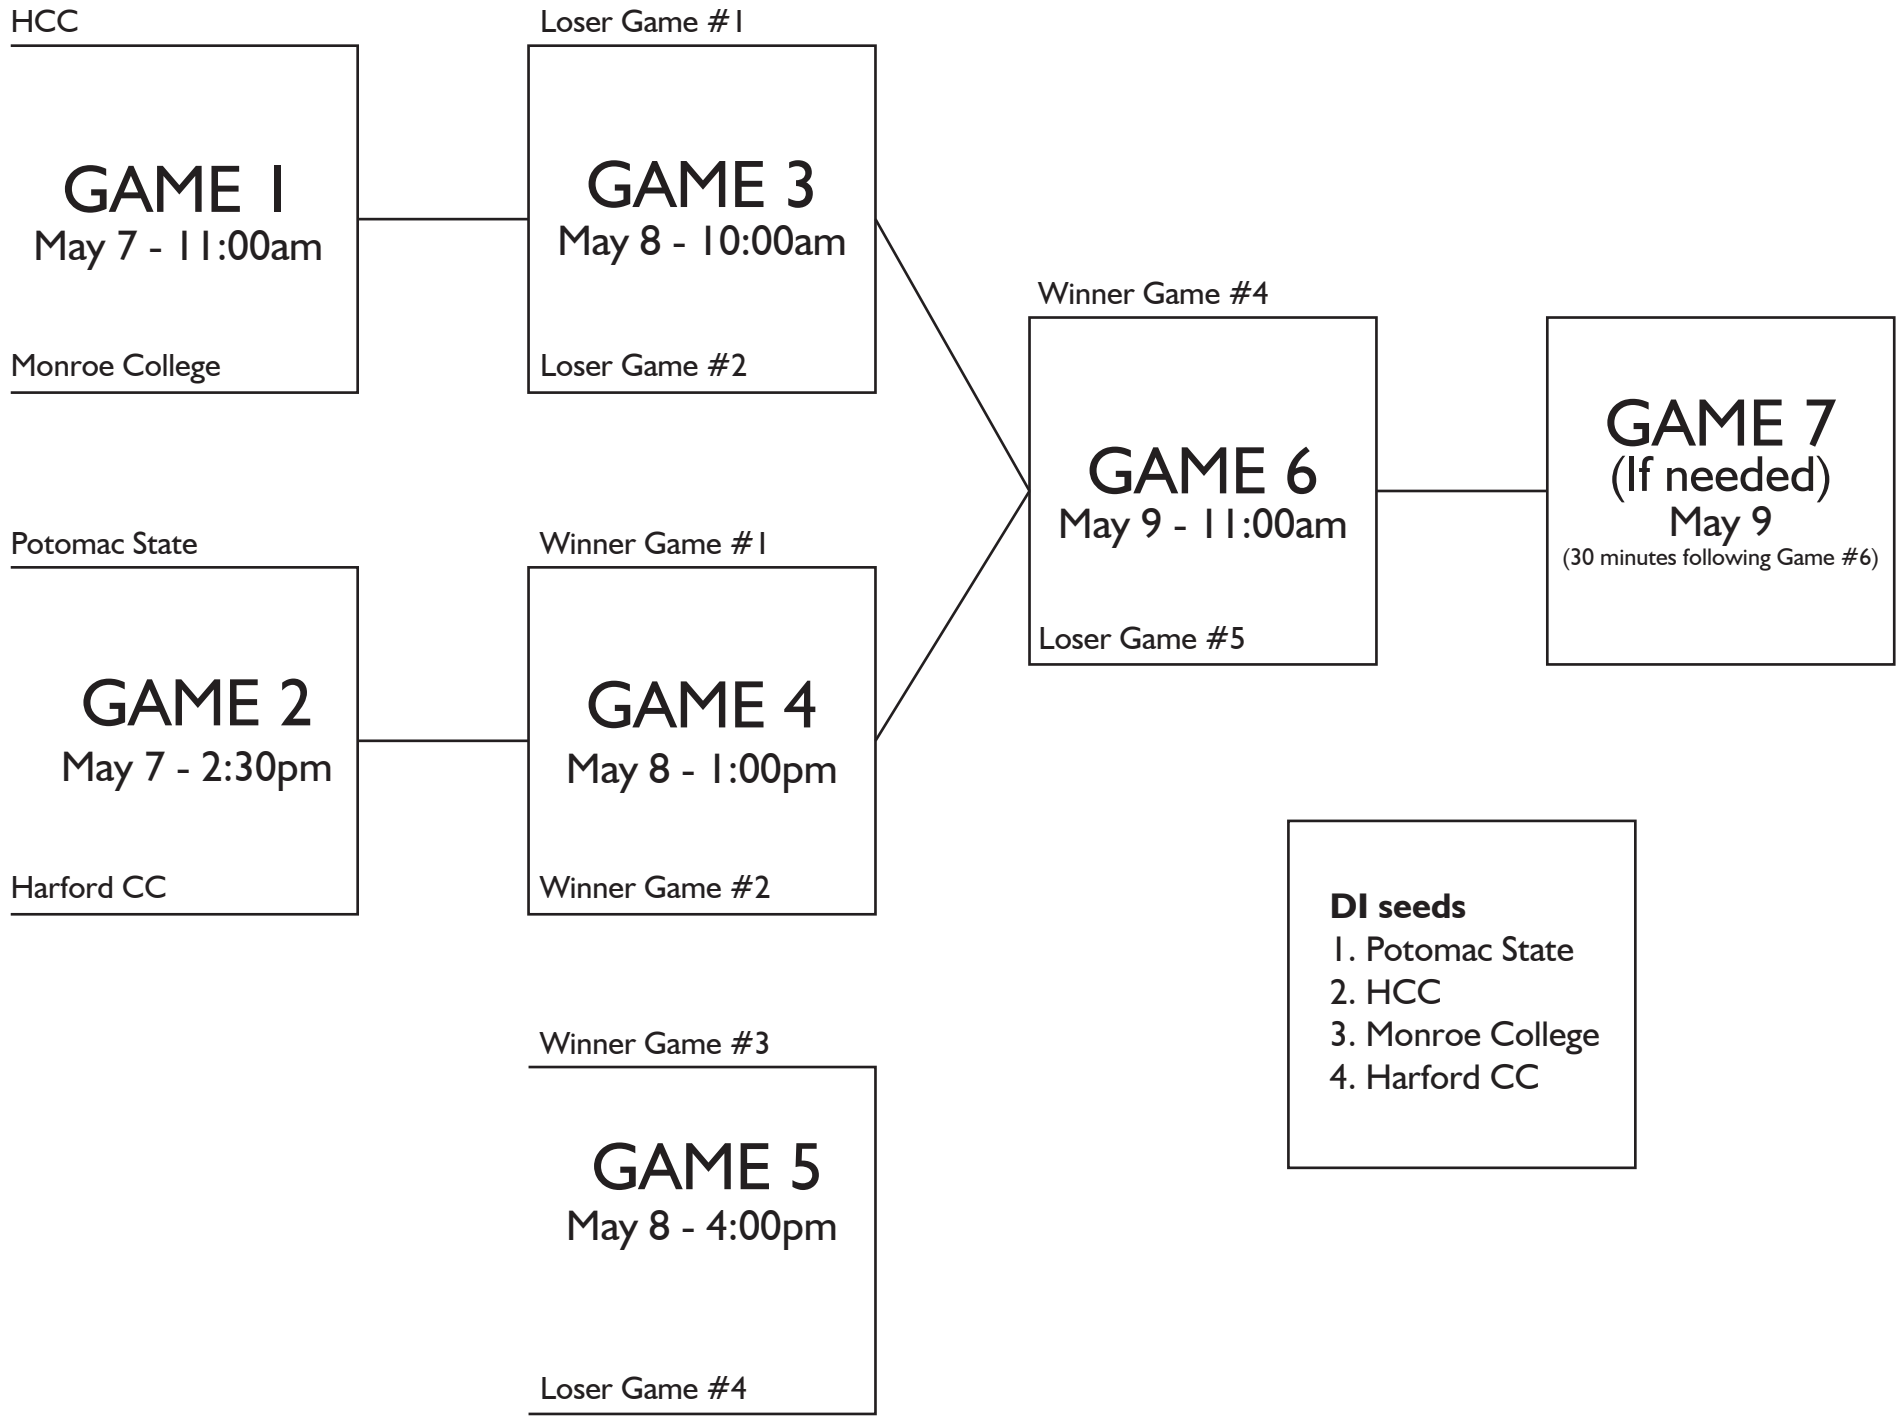 HCC
GAME 1
May 7 - 11:00am
Monroe College
Potomac State
GAME 2
May 7 - 2:30pm
Harford CC
Loser Game #1
GAME 3
May 8 - 10:00am
Loser Game #2
Winner Game #1
GAME 4
May 8 - 1:00pm
Winner Game #2
Winner Game #3
GAME 5
May 8 - 4:00pm
Loser Game #4
Winner Game #4
GAME 6
May 9 - 11:00am
Loser Game #5
GAME 7
(If needed)
May 9
(30 minutes following Game #6)
DI seeds
1. Potomac State
2. HCC
3. Monroe College
4. Harford CC